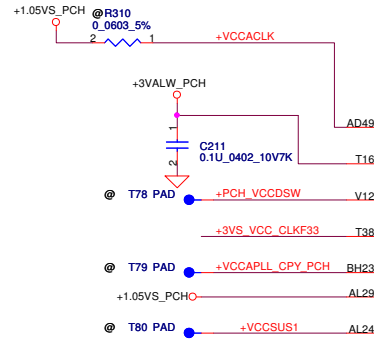 +1.05VS_PCH
@R310
0_0603_5%
2
1
+VCCACLK
+3VALW_PCH
AD49
1
C211
0.1U_0402_10V7K
2
T16
@ T78 PAD
+PCH_VCCDSW
V12
+3VS_VCC_CLKF33
T38
@ T79 PAD
+VCCAPLL_CPY_PCH
BH23
+1.05VS_PCH
AL29
@ T80 PAD
+VCCSUS1
AL24